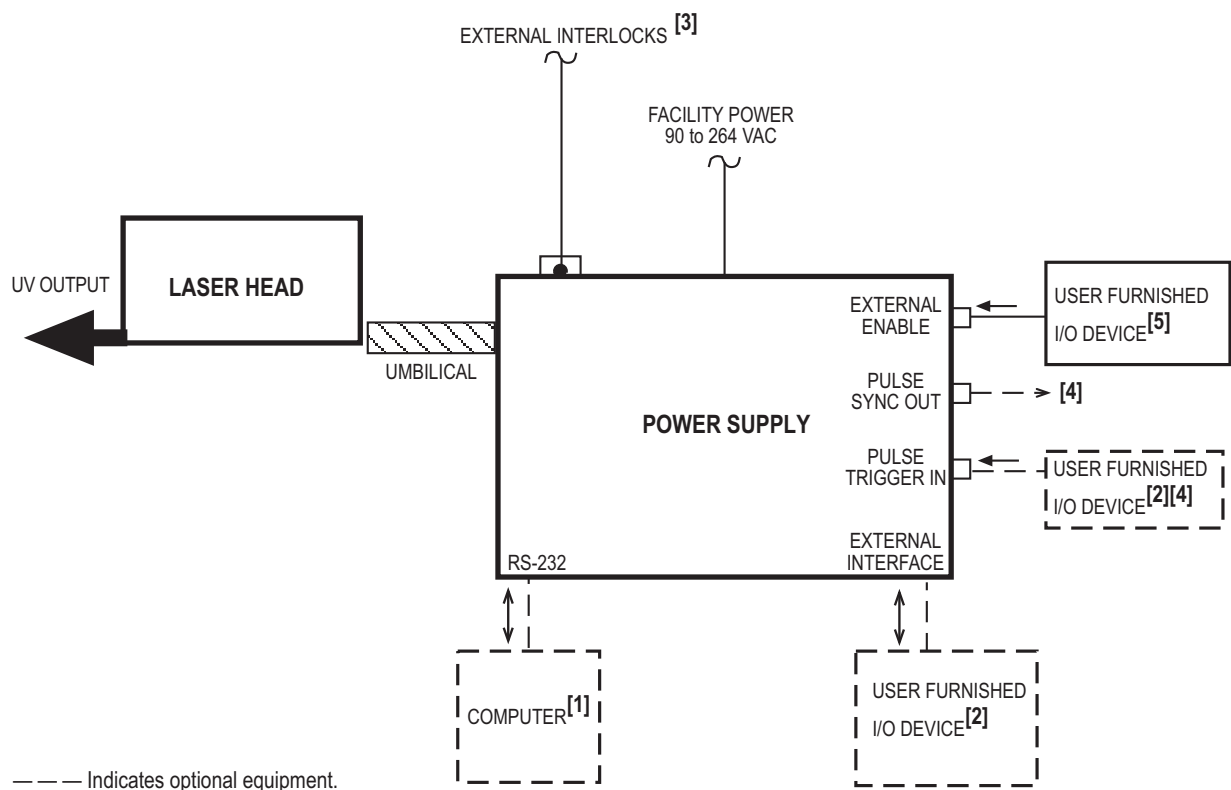 EXTERNAL INTERLOCKS [3]
FACILITY POWER
90 to 264 VAC
UV OUTPUT
LASER HEAD
UMBILICAL
POWER SUPPLY
EXTERNAL
ENABLE
USER FURNISHED
I/O DEVICE[5]
PULSE
SYNC OUT
[4]
PULSE
TRIGGER IN
USER FURNISHED
I/O DEVICE[2][4]
EXTERNAL
INTERFACE
RS-232
COMPUTER[1]
USER FURNISHED
I/O DEVICE[2]
— — — Indicates optional equipment.